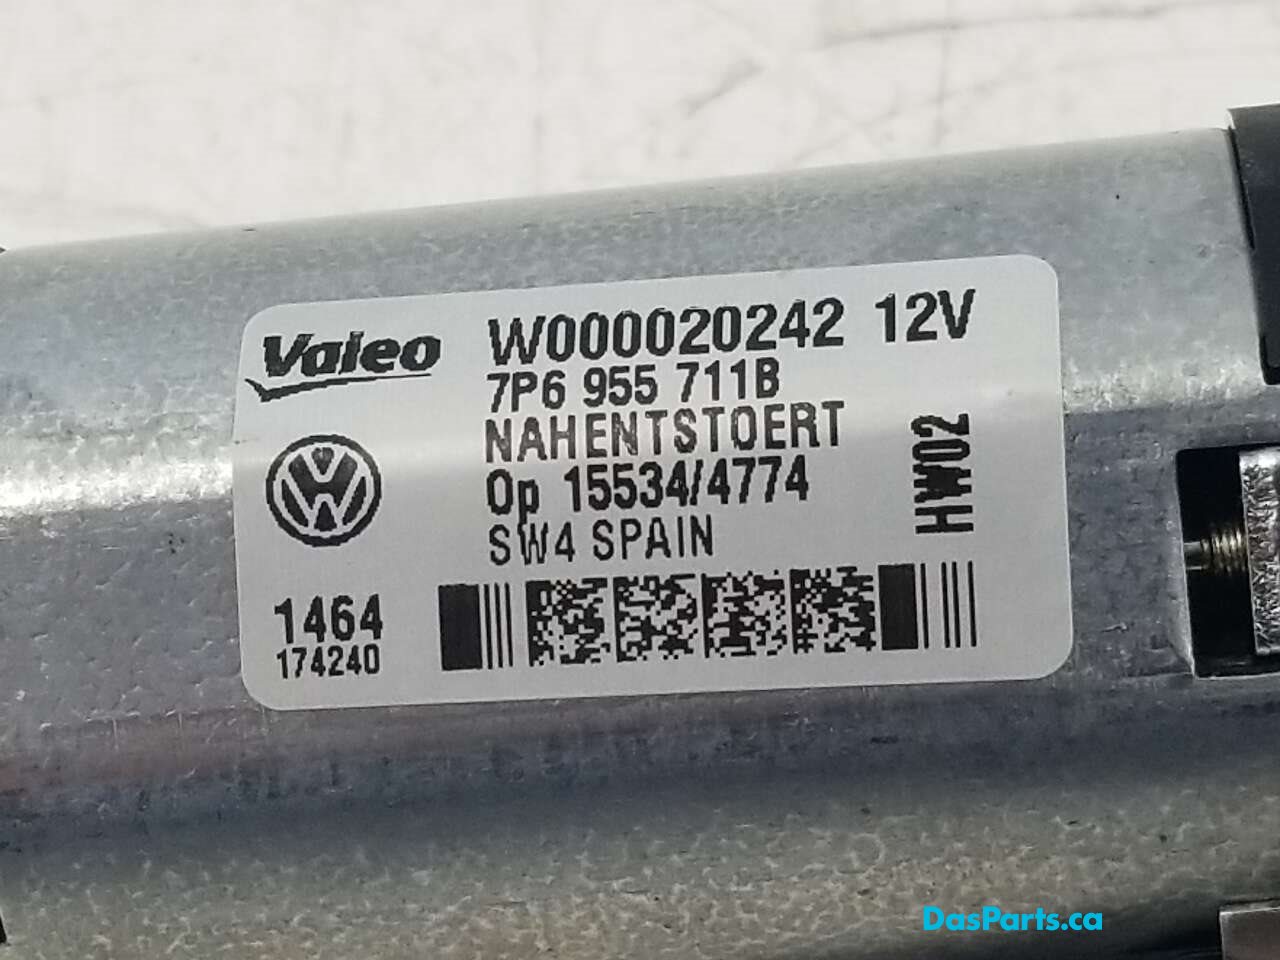 Valeo W000020242 12V
7P6 955 711B
NAHENTSTOERT
Op 15534/4774
SW4 SPAIN
HW02
1464
174240
DasParts.ca